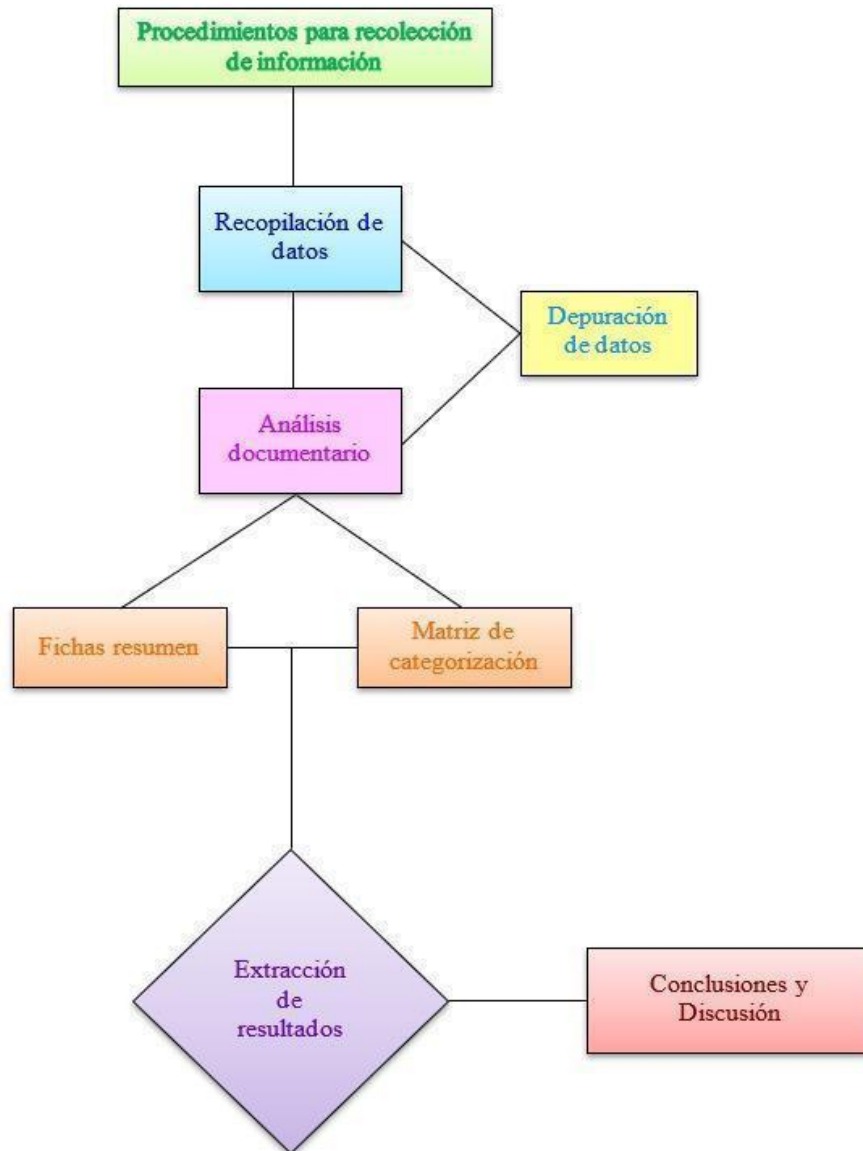 Procedimientos para recolección
de información
Recopilación de
datos
Depuración
de datos
Análisis
documentario
Fichas resumen
Matriz de
categorización
Extracción
de
resultados
Conclusiones y
Discusión